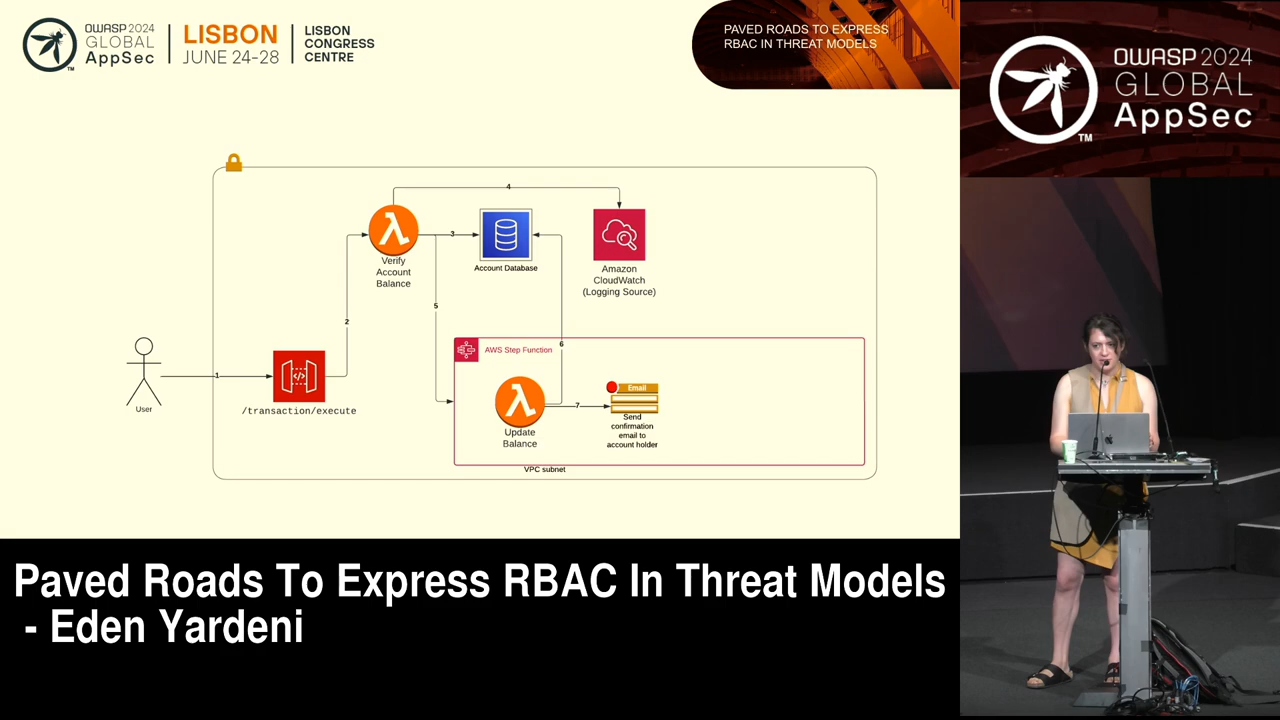 OWASP 2024
GLOBAL
AppSec
TM
LISBON
JUNE 24-28
LISBON
CONGRESS
CENTRE
PAVED ROADS TO EXPRESS
RBAC IN THREAT MODELS
OWASP 2024
GLOBAL
AppSec
TM
4
Verify
Account
Balance
3
Account Database
Amazon
CloudWatch
(Logging Source)
5
2
6
AWS Step Function
1
User
/transaction/execute
Update
Balance
7
Email
Send
confirmation
email to
account holder
VPC subnet
Paved Roads To Express RBAC In Threat Models
- Eden Yardeni